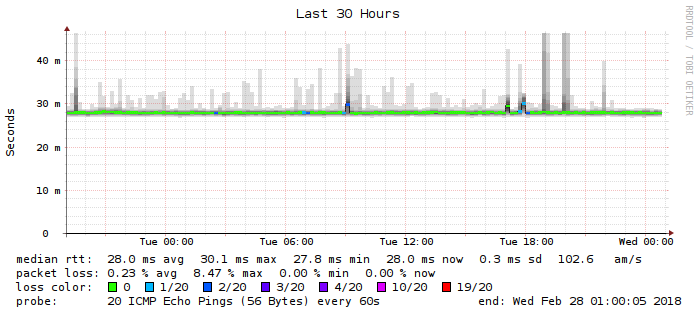 Last 30 Hours
RRDTOOL / TOBI OETIKER
Seconds
40 m
30 m
20 m
10 m
0
Tue 00:00 Tue 06:00 Tue 12:00 Tue 18:00 Wed 00:00
median rtt: 28.0 ms avg 30.1 ms max 27.8 ms min 28.0 ms now 0.3 ms sd 102.6 am/s
packet loss: 0.23 % avg 8.47 % max 0.00 % min 0.00 % now
loss color: 0 1/20 2/20 3/20 4/20 10/20 19/20
probe: 20 ICMP Echo Pings (56 Bytes) every 60s end: Wed Feb 28 01:00:05 2018